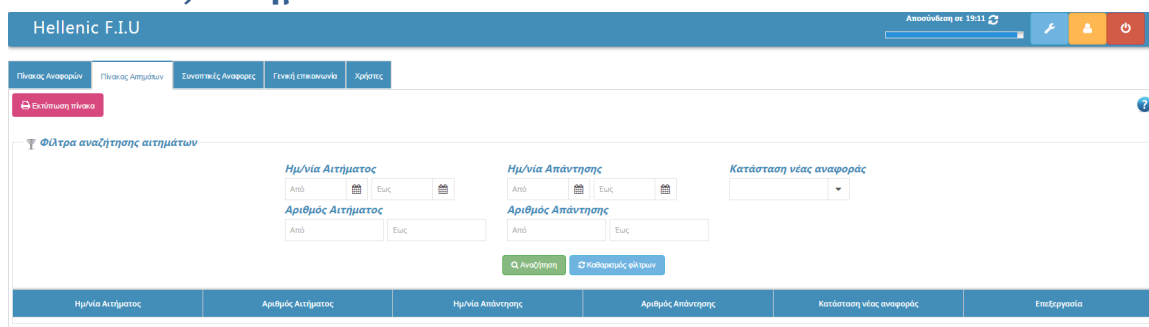 Hellenic F.I.U
Αποσύνδεση σε 19:11
Πίνακας Αναφορών Πίνακας Αιτημάτων Συνοπτικές Αναφορες Γενική επικοινωνία Χρήστες
Εκτύπωση πίνακα
Φίλτρα αναζήτησης αιτημάτων
Ημ/νία Αιτήματος Ημ/νία Απάντησης Κατάσταση νέας αναφοράς
Από Έως Από Έως
Αριθμός Αιτήματος Αριθμός Απάντησης
Από Έως Από Έως
Αναζήτηση Καθαρισμός φίλτρων
Ημ/νία Αιτήματος Αριθμός Αιτήματος Ημ/νία Απάντησης Αριθμός Απάντησης Κατάσταση νέας αναφοράς Επεξεργασία